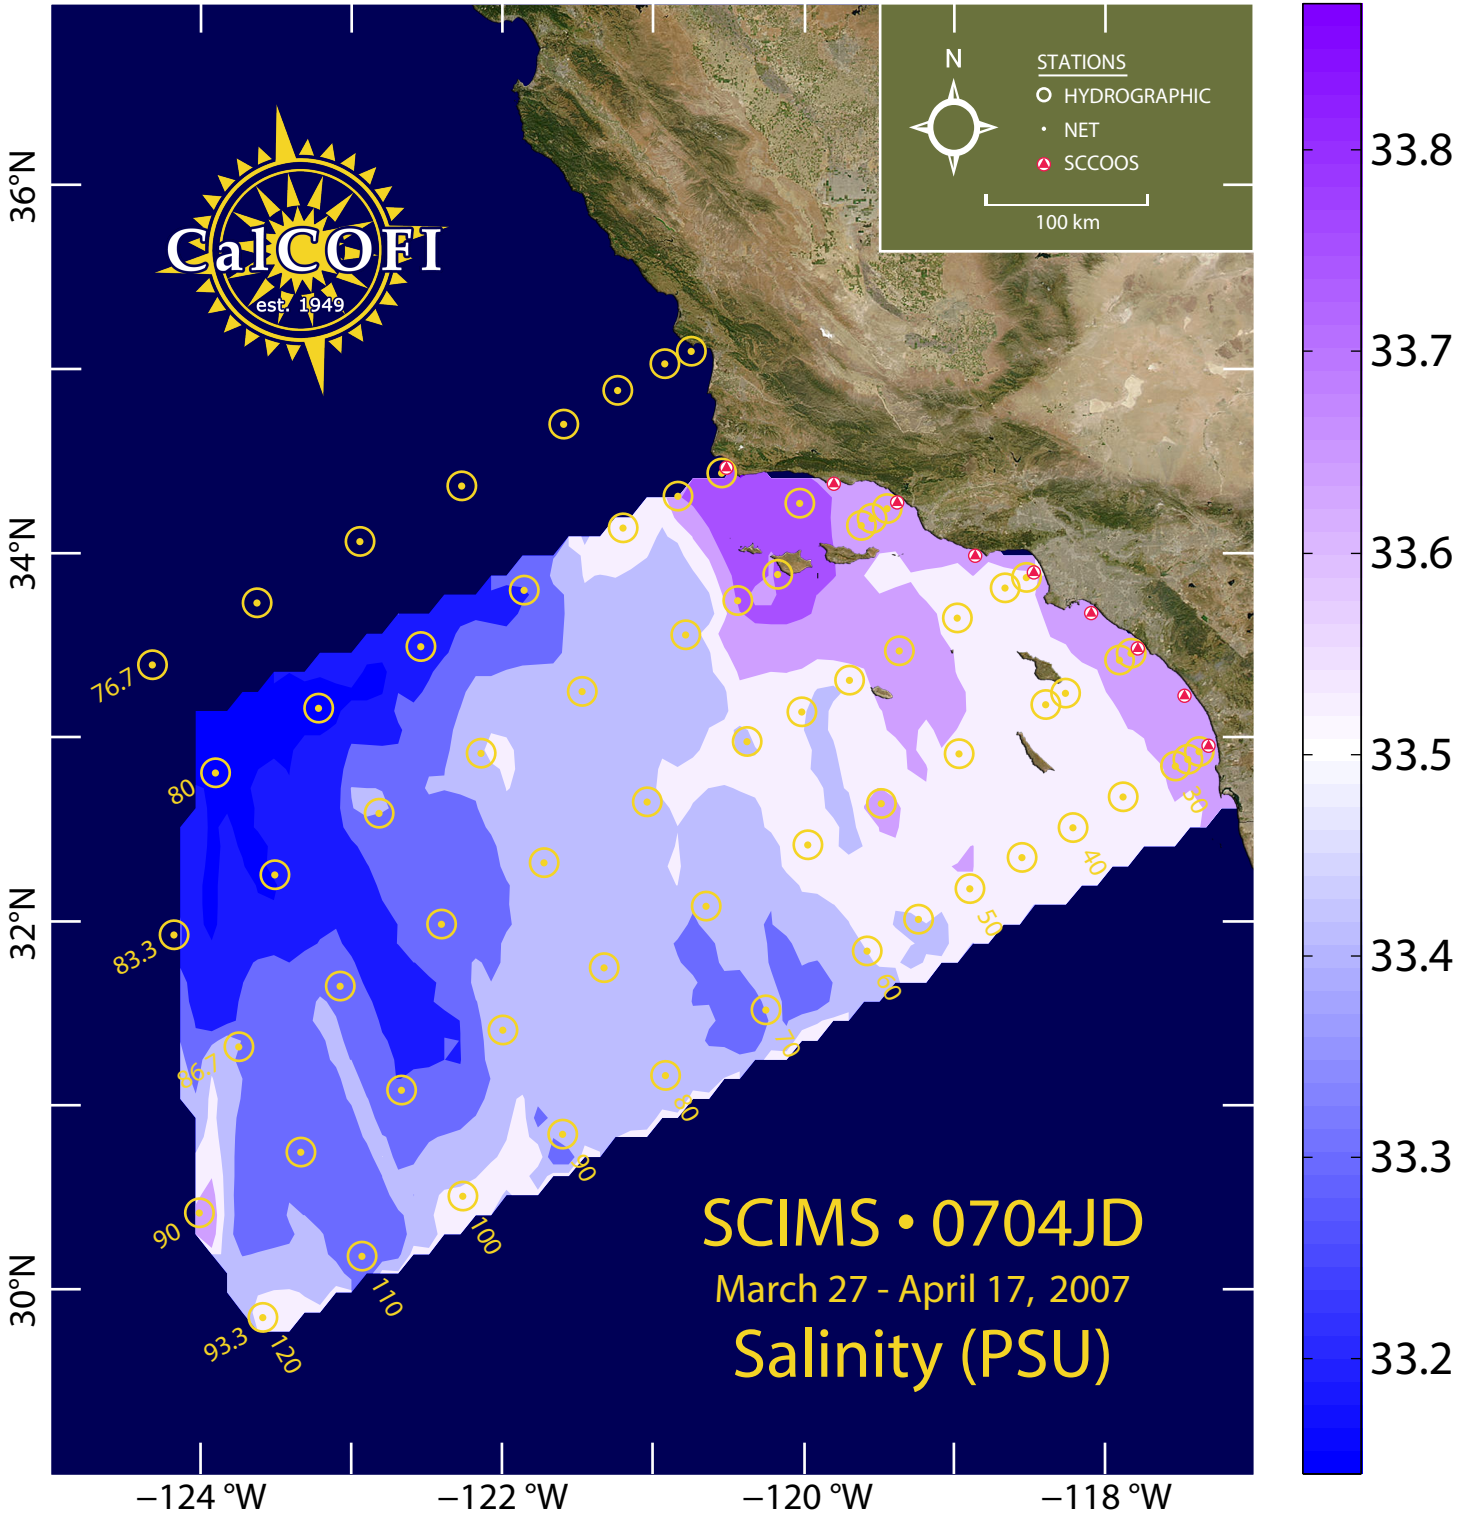 N
STATIONS
HYDROGRAPHIC
NET
SCCOOS
100 km
CalCOFI
est. 1949
36°N
34°N
32°N
30°N
76.7
80
83.3
86.7
90
93.3
30
40
50
60
70
80
90
100
110
120
SCIMS • 0704JD
March 27 - April 17, 2007
Salinity (PSU)
−124 °W
−122 °W
−120 °W
−118 °W
33.8
33.7
33.6
33.5
33.4
33.3
33.2